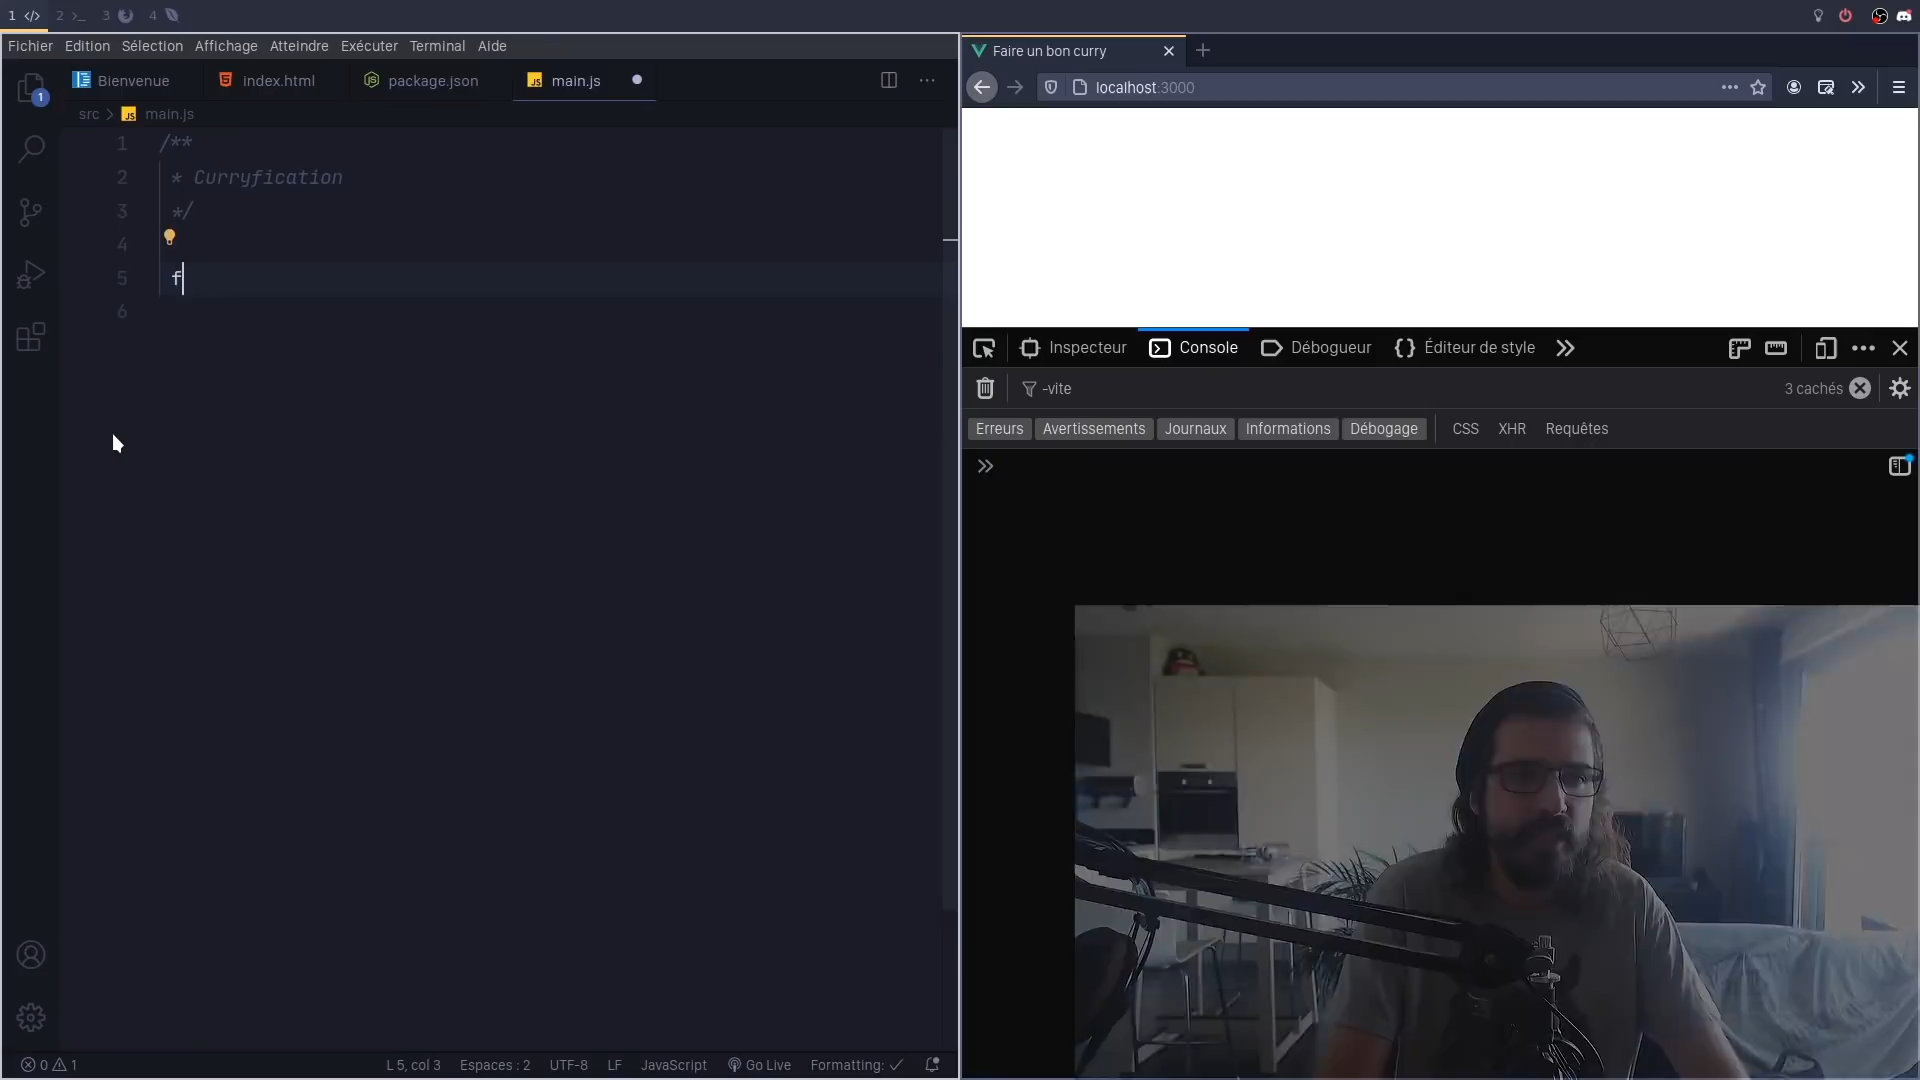 1 </> 2 >_ 3 4
Fichier Edition Sélection Affichage Atteindre Exécuter Terminal Aide
Bienvenue index.html package.json JS main.js
src > JS main.js
1 /**
2 * Curryfication
3 */
4
5 f
6
1
0 1 L 5, col 3 Espaces : 2 UTF-8 LF JavaScript Go Live Formatting: ✓
Faire un bon curry
localhost:3000
Inspecteur Console Débogueur {} Éditeur de style
-vite 3 cachés
Erreurs Avertissements Journaux Informations Débogage CSS XHR Requêtes
>>